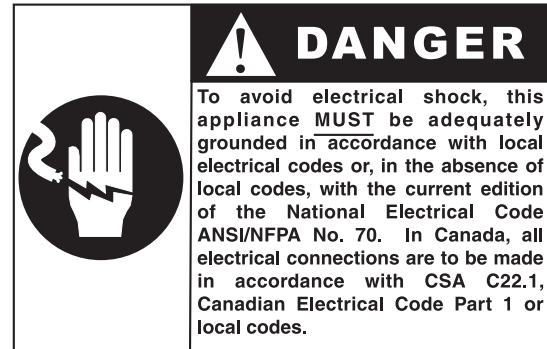 DANGER
To avoid electrical shock, this
appliance MUST be adequately
grounded in accordance with local
electrical codes or, in the absence of
local codes, with the current edition
of the National Electrical Code
ANSI/NFPA No. 70. In Canada, all
electrical connections are to be made
in accordance with CSA C22.1,
Canadian Electrical Code Part 1 or
local codes.